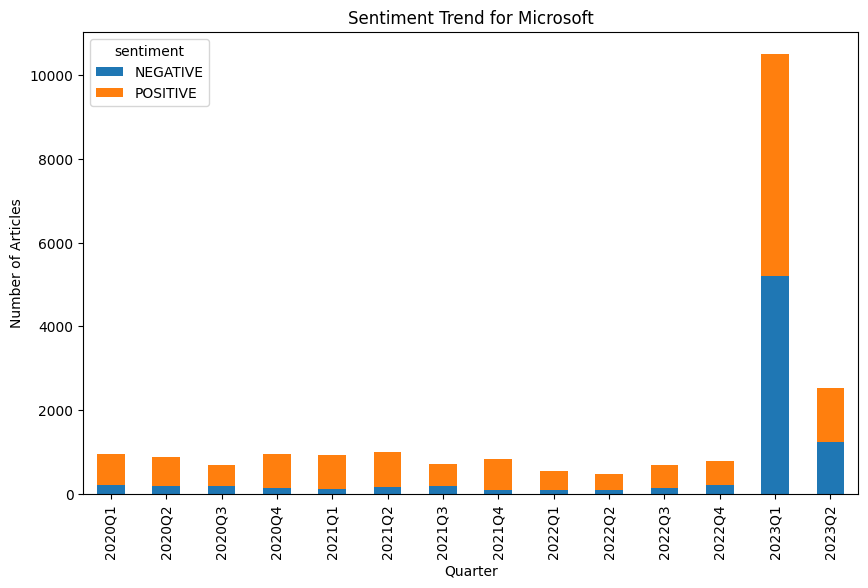 Sentiment Trend for Microsoft
sentiment
NEGATIVE
POSITIVE
Number of Articles
10000
8000
6000
4000
2000
0
2020Q1
2020Q2
2020Q3
2020Q4
2021Q1
2021Q2
2021Q3
2021Q4
2022Q1
2022Q2
2022Q3
2022Q4
2023Q1
2023Q2
Quarter